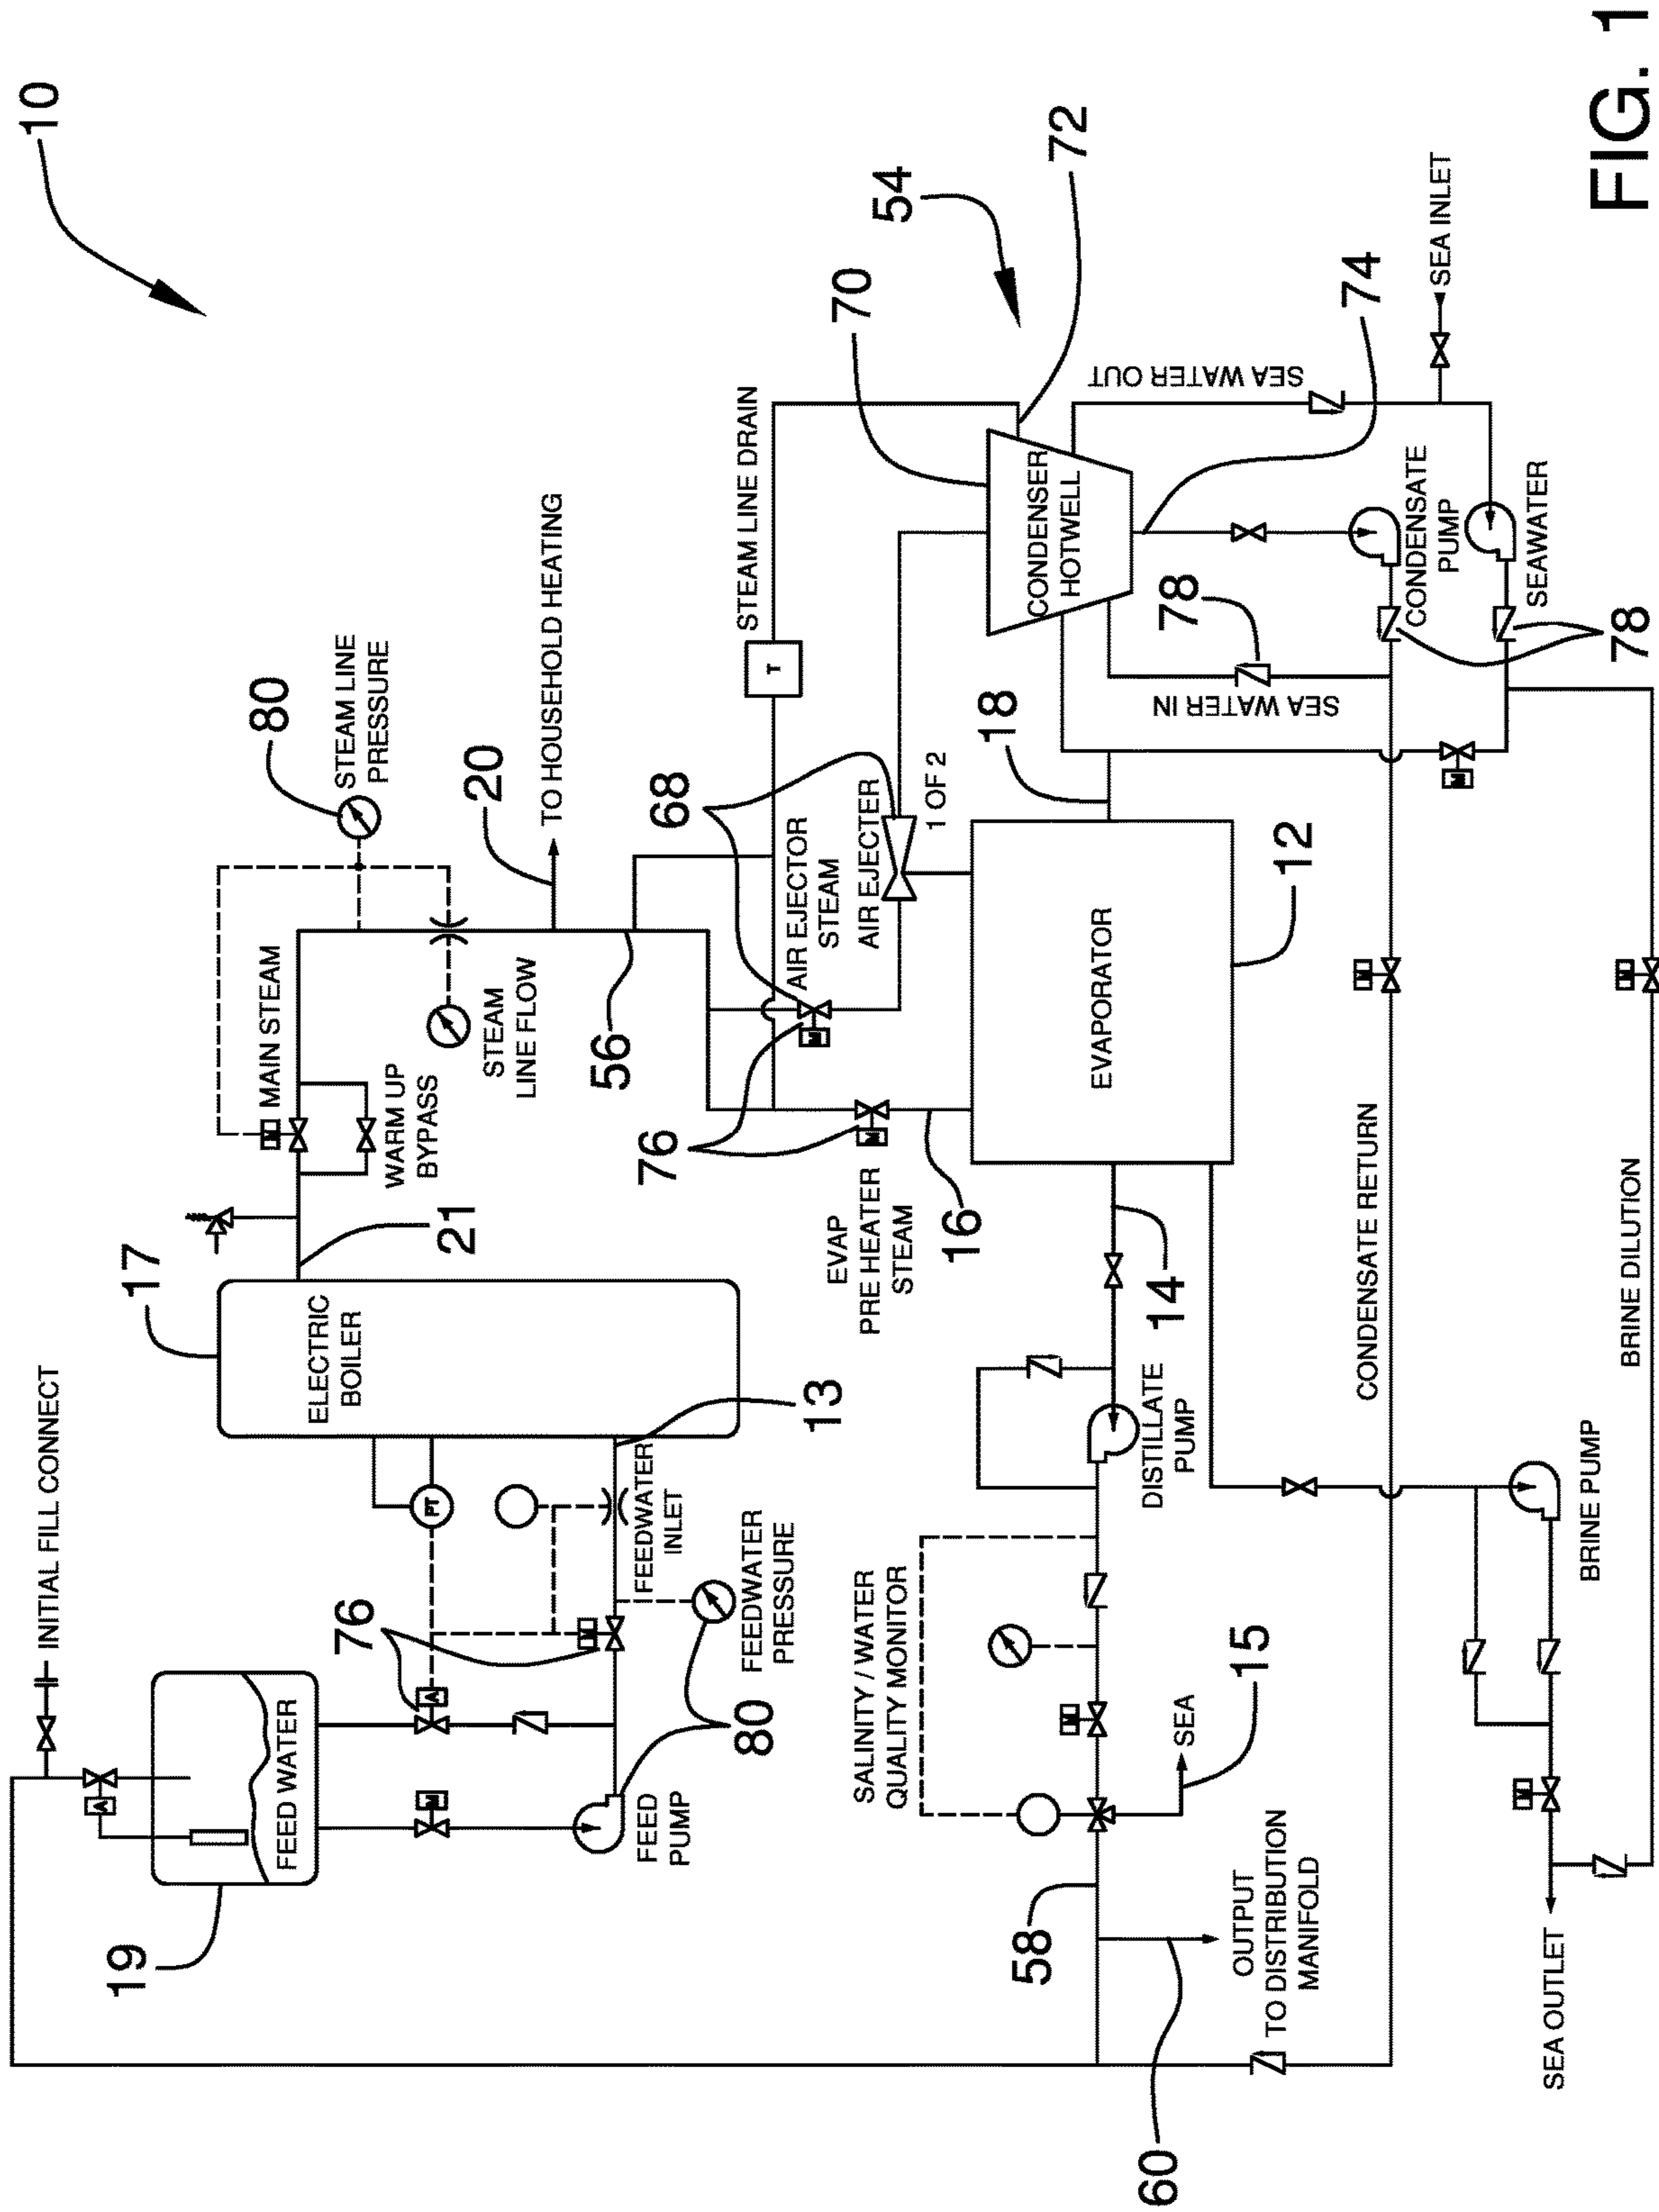 10
INITIAL FILL CONNECT
17
21
MAIN STEAM
80
STEAM LINE
PRESSURE
19
FEED WATER
A
A
M
76
PT
ELECTRIC
BOILER
M
WARM UP
BYPASS
STEAM
LINE FLOW
20
TO HOUSEHOLD HEATING
FEED
PUMP
80
M
FEEDWATER
PRESSURE
FEEDWATER
INLET
13
56
76
68
STEAM LINE DRAIN
T
AIR EJECTOR
STEAM
M
AIR EJECTER
1 OF 2
70
54
72
EVAP
PRE HEATER
STEAM
M
16
EVAPORATOR
12
18
CONDENSER
HOTWELL
SEA WATER OUT
SEA WATER IN
78
74
SEA INLET
SALINITY / WATER
QUALITY MONITOR
DISTILLATE
PUMP
14
M
15
SEA
58
OUTPUT
TO DISTRIBUTION
MANIFOLD
60
CONDENSATE RETURN
M
CONDENSATE
PUMP
SEAWATER
78
M
BRINE PUMP
BRINE DILUTION
M
M
SEA OUTLET
FIG. 1